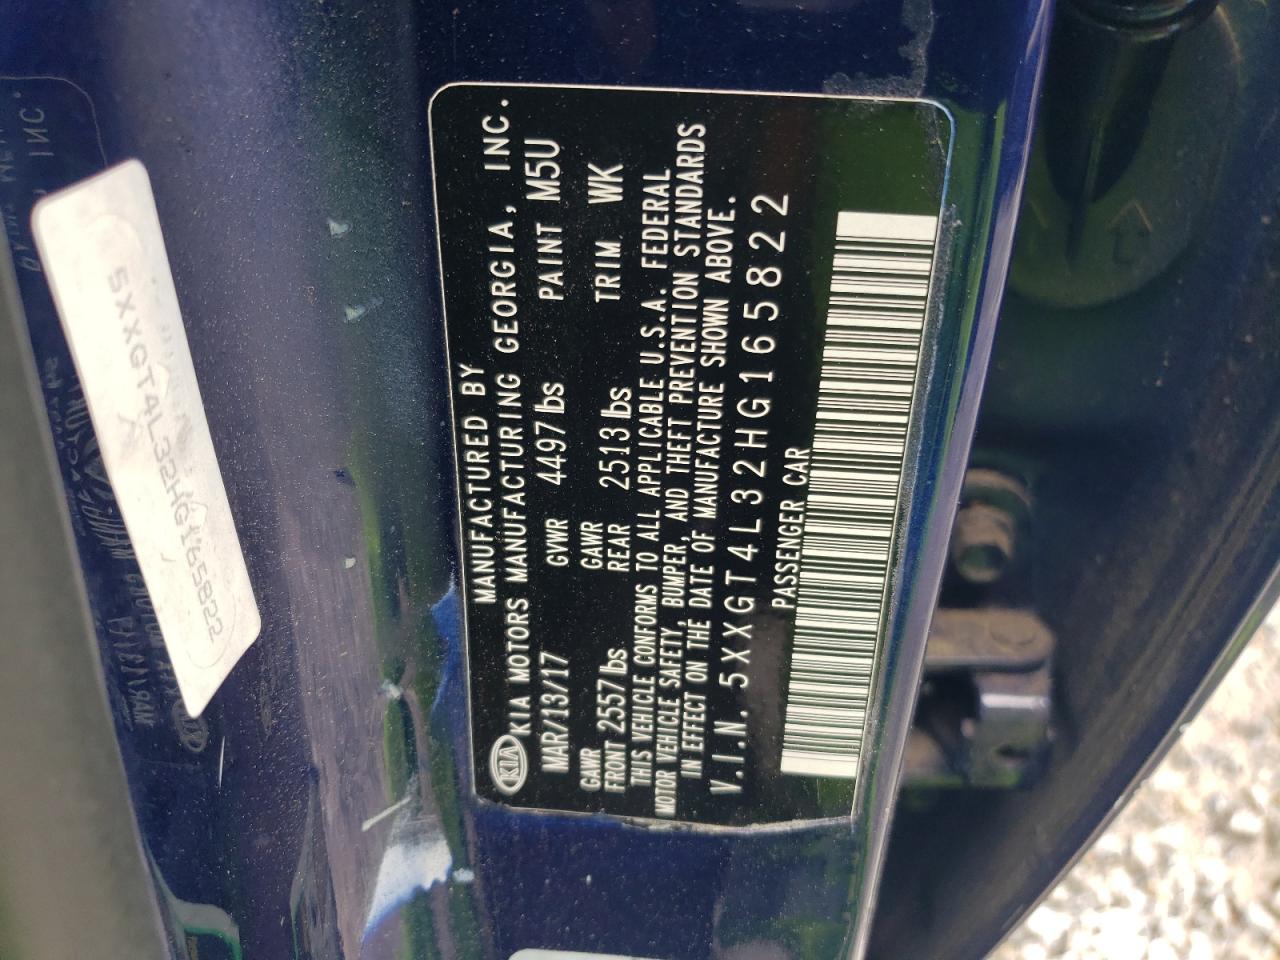 MANUFACTURED BY
KIA KIA MOTORS MANUFACTURING GEORGIA, INC.
MAR/13/17 GVWR 4497 lbs PAINT M5U
GAWR FRONT 2557 lbs GAWR REAR 2513 lbs TRIM WK
THIS VEHICLE CONFORMS TO ALL APPLICABLE U.S.A. FEDERAL
MOTOR VEHICLE SAFETY, BUMPER, AND THEFT PREVENTION STANDARDS
IN EFFECT ON THE DATE OF MANUFACTURE SHOWN ABOVE.
V.I.N. 5XXGT4L32HG165822
PASSENGER CAR
5XXGT4L32HG165822
INC.